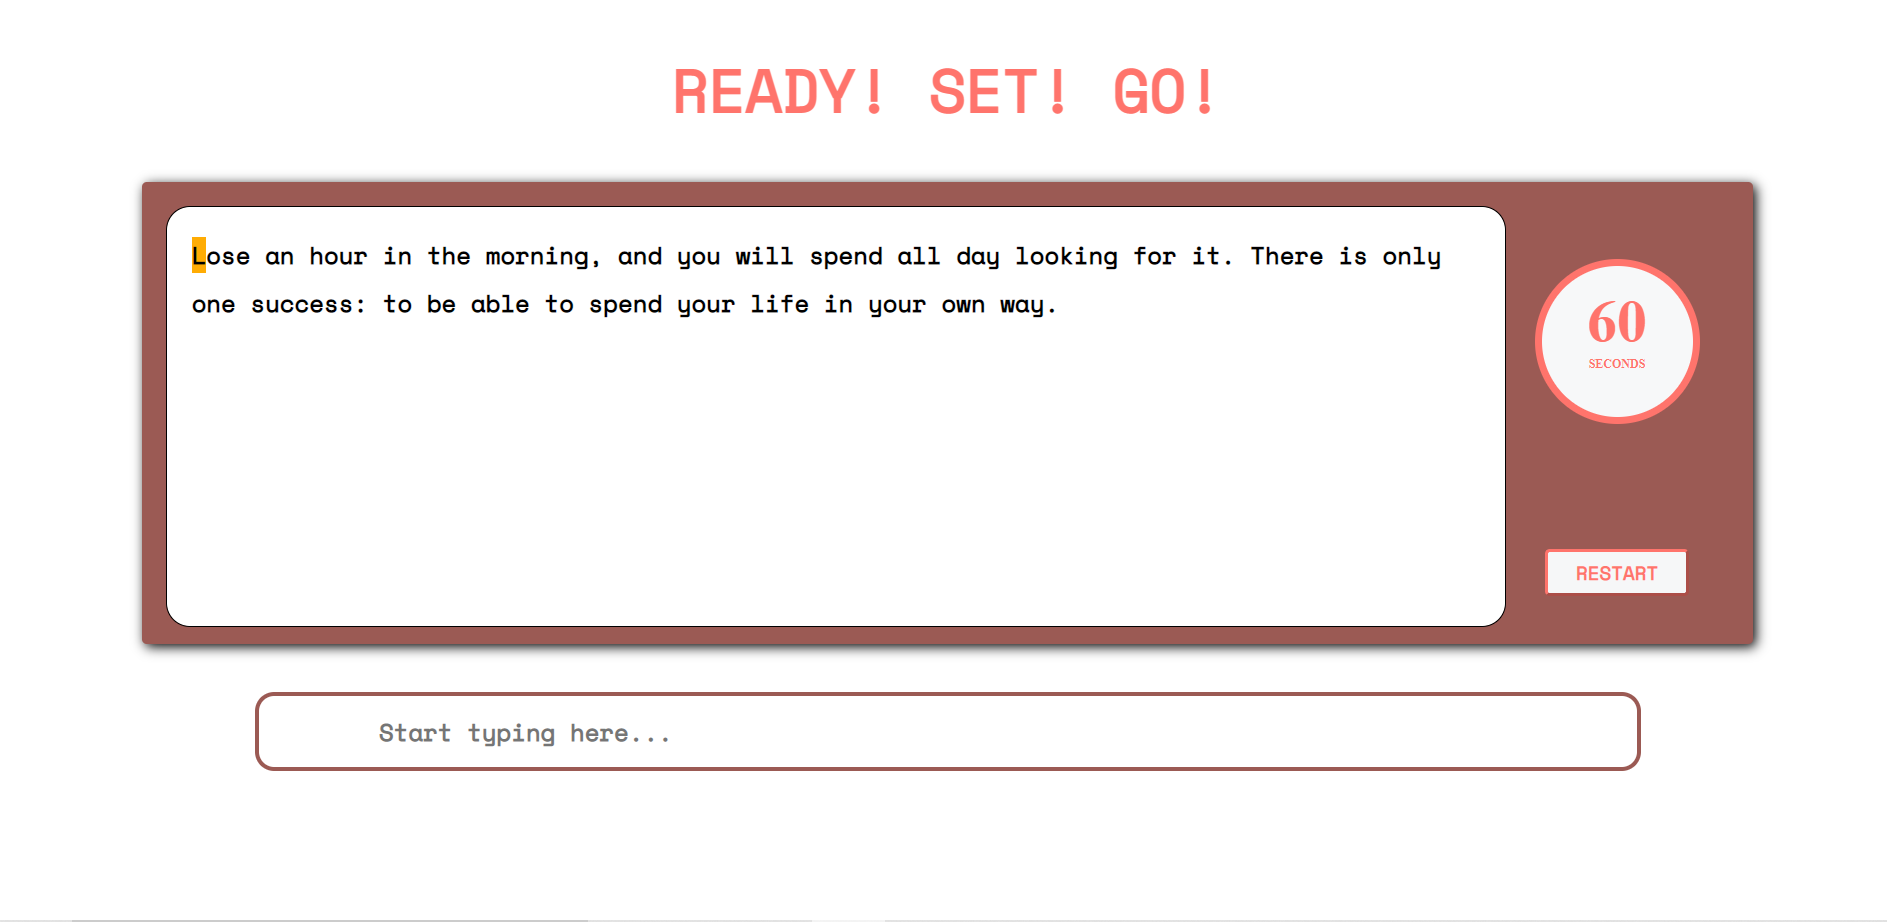 READY! SET! GO!
Lose an hour in the morning, and you will spend all day looking for it. There is only
one success: to be able to spend your life in your own way.
60
SECONDS
RESTART
Start typing here...